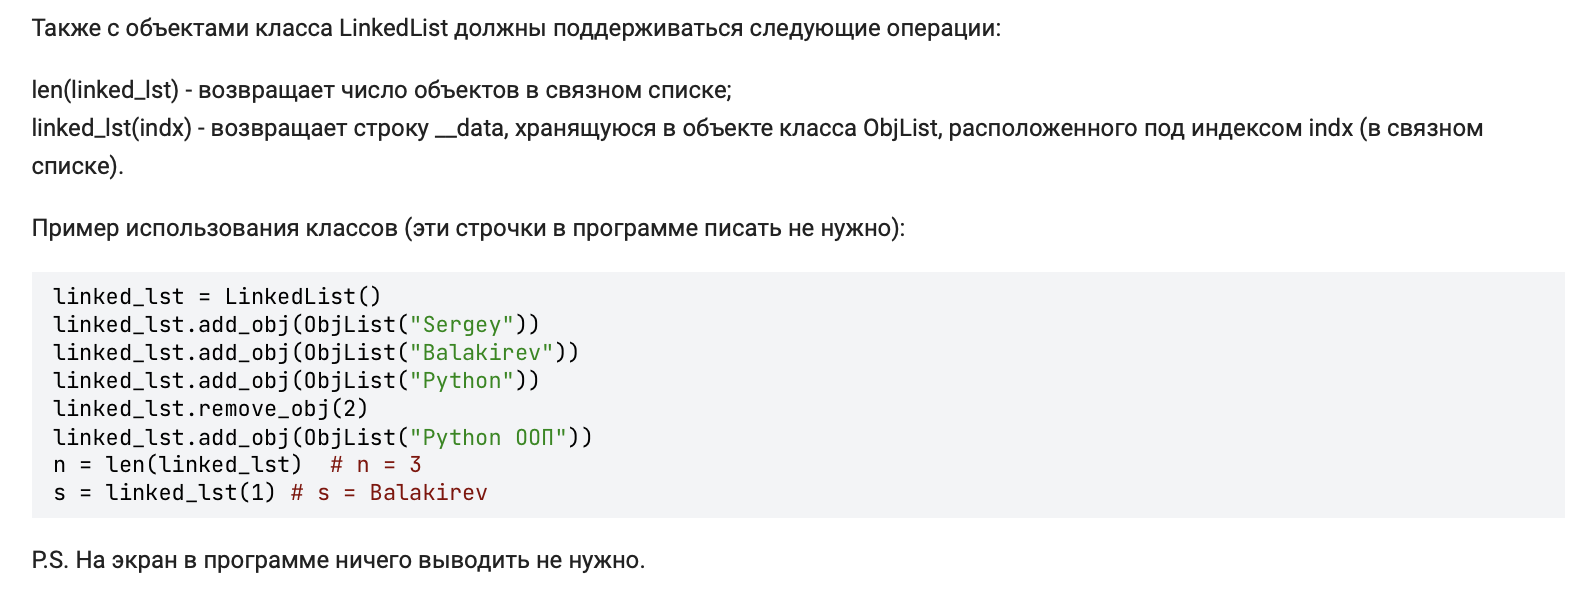 Также с объектами класса LinkedList должны поддерживаться следующие операции:
len(linked_lst) - возвращает число объектов в связном списке;
linked_lst(indx) - возвращает строку __data, хранящуюся в объекте класса ObjList, расположенного под индексом indx (в связном
списке).
Пример использования классов (эти строчки в программе писать не нужно):
linked_lst = LinkedList()
linked_lst.add_obj(ObjList("Sergey"))
linked_lst.add_obj(ObjList("Balakirev"))
linked_lst.add_obj(ObjList("Python"))
linked_lst.remove_obj(2)
linked_lst.add_obj(ObjList("Python ООП"))
n = len(linked_lst)  # n = 3
s = linked_lst(1) # s = Balakirev
P.S. На экран в программе ничего выводить не нужно.